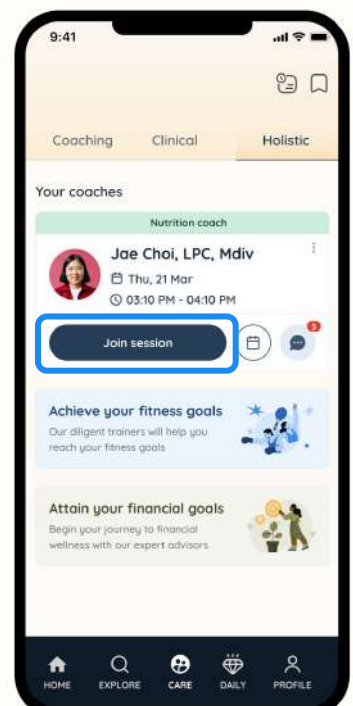 9:41
Coaching Clinical Holistic
Your coaches
Nutrition coach
Jae Choi, LPC, Mdiv
Thu, 21 Mar
03:10 PM - 04:10 PM
Join session
3
Achieve your fitness goals
Our diligent trainers will help you
reach your fitness goals
Attain your financial goals
Begin your journey to financial
wellness with our expert advisors
HOME EXPLORE CARE DAILY PROFILE